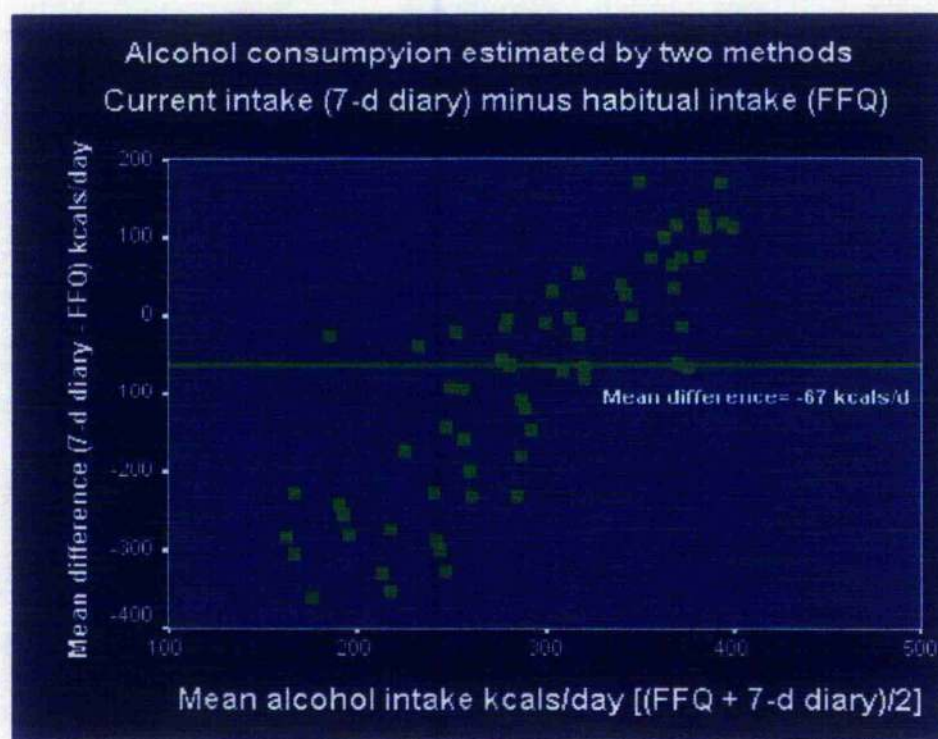 Alcohol consumpyion estimated by two methods
Current intake (7-d diary) minus habitual intake (FFQ)
Mean difference (7-d diary - FFQ) kcals/day
200
100
0
100
-200
-300
-400
Mean difference= -67 kcals/d
100
200
300
400
500
Mean alcohol intake kcals/day [(FFQ + 7-d diary)/2]